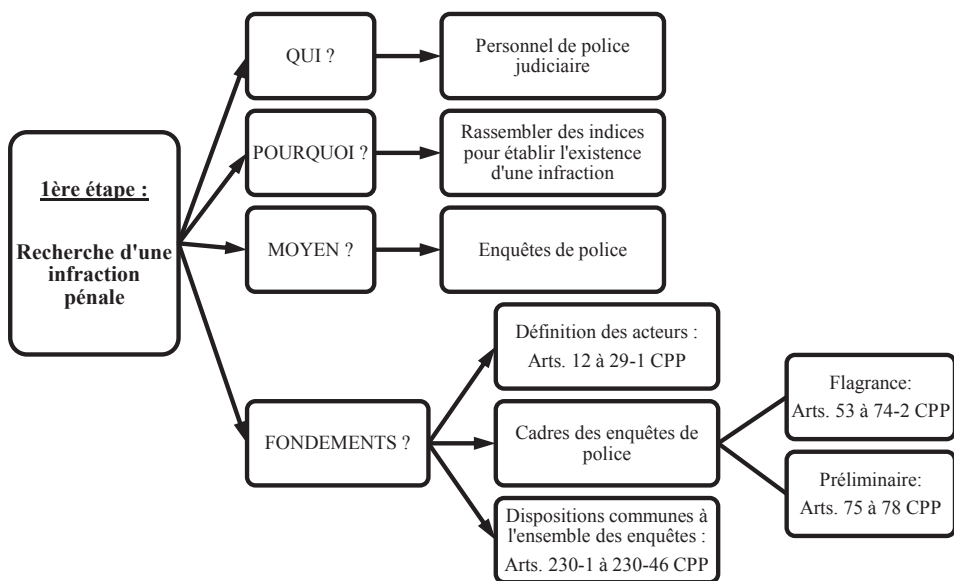 1ère étape :
Recherche d'une
infraction
pénale
QUI ?
Personnel de police
judiciaire
POURQUOI ?
Rassembler des indices
pour établir l'existence
d'une infraction
MOYEN ?
Enquêtes de police
FONDEMENTS ?
Définition des acteurs :
Arts. 12 à 29-1 CPP
Cadres des enquêtes de
police
Flagrance:
Arts. 53 à 74-2 CPP
Préliminaire:
Arts. 75 à 78 CPP
Dispositions communes à
l'ensemble des enquêtes :
Arts. 230-1 à 230-46 CPP